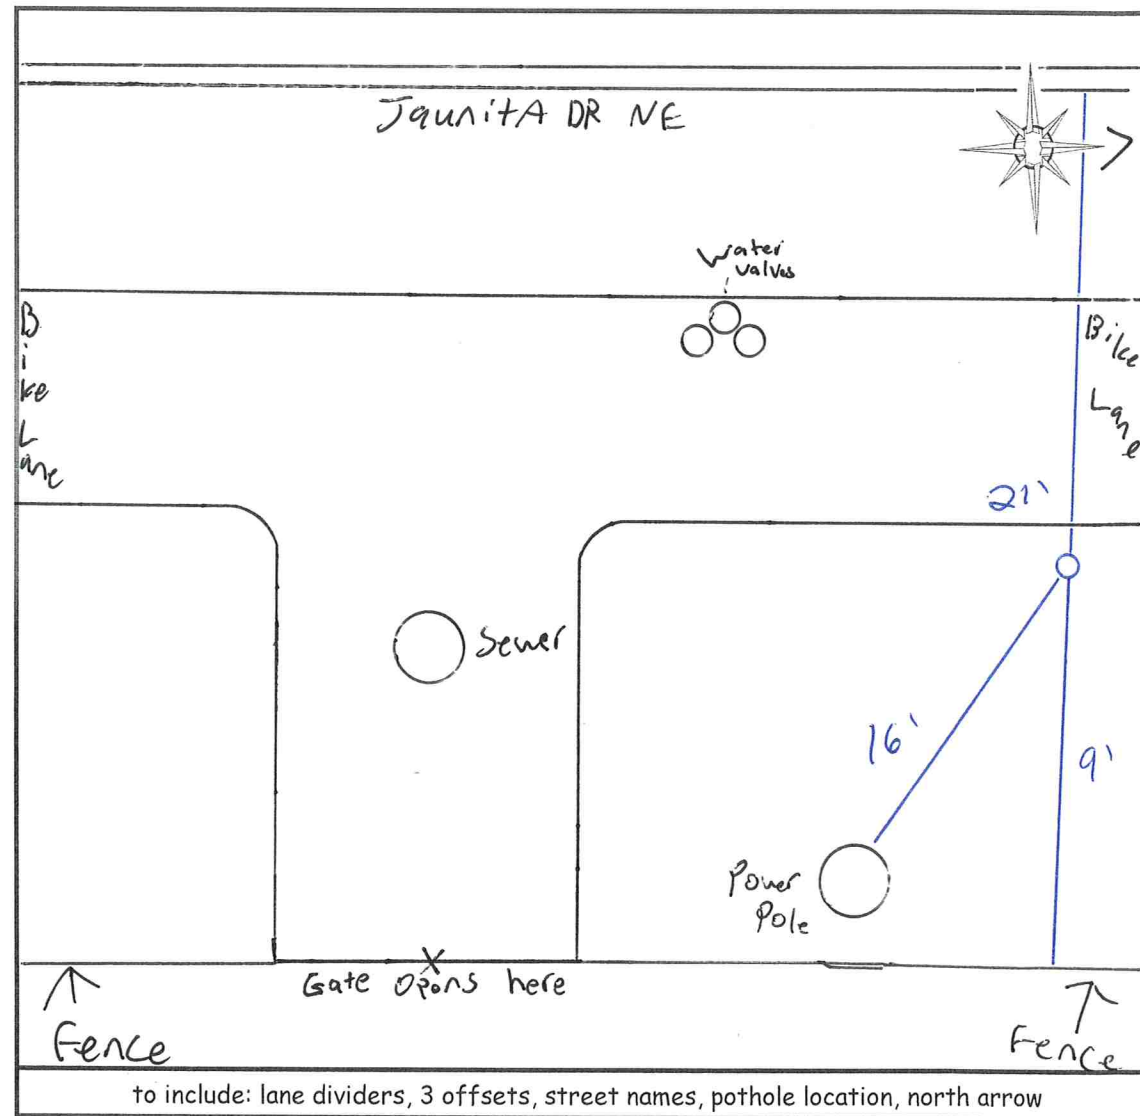 JaunitA DR NE
Water
valves
Bike Lane
Bike
Lane
21'
Sewer
16'
9'
Power
Pole
Gate Opons here
Fence
Fence
to include: lane dividers, 3 offsets, street names, pothole location, north arrow